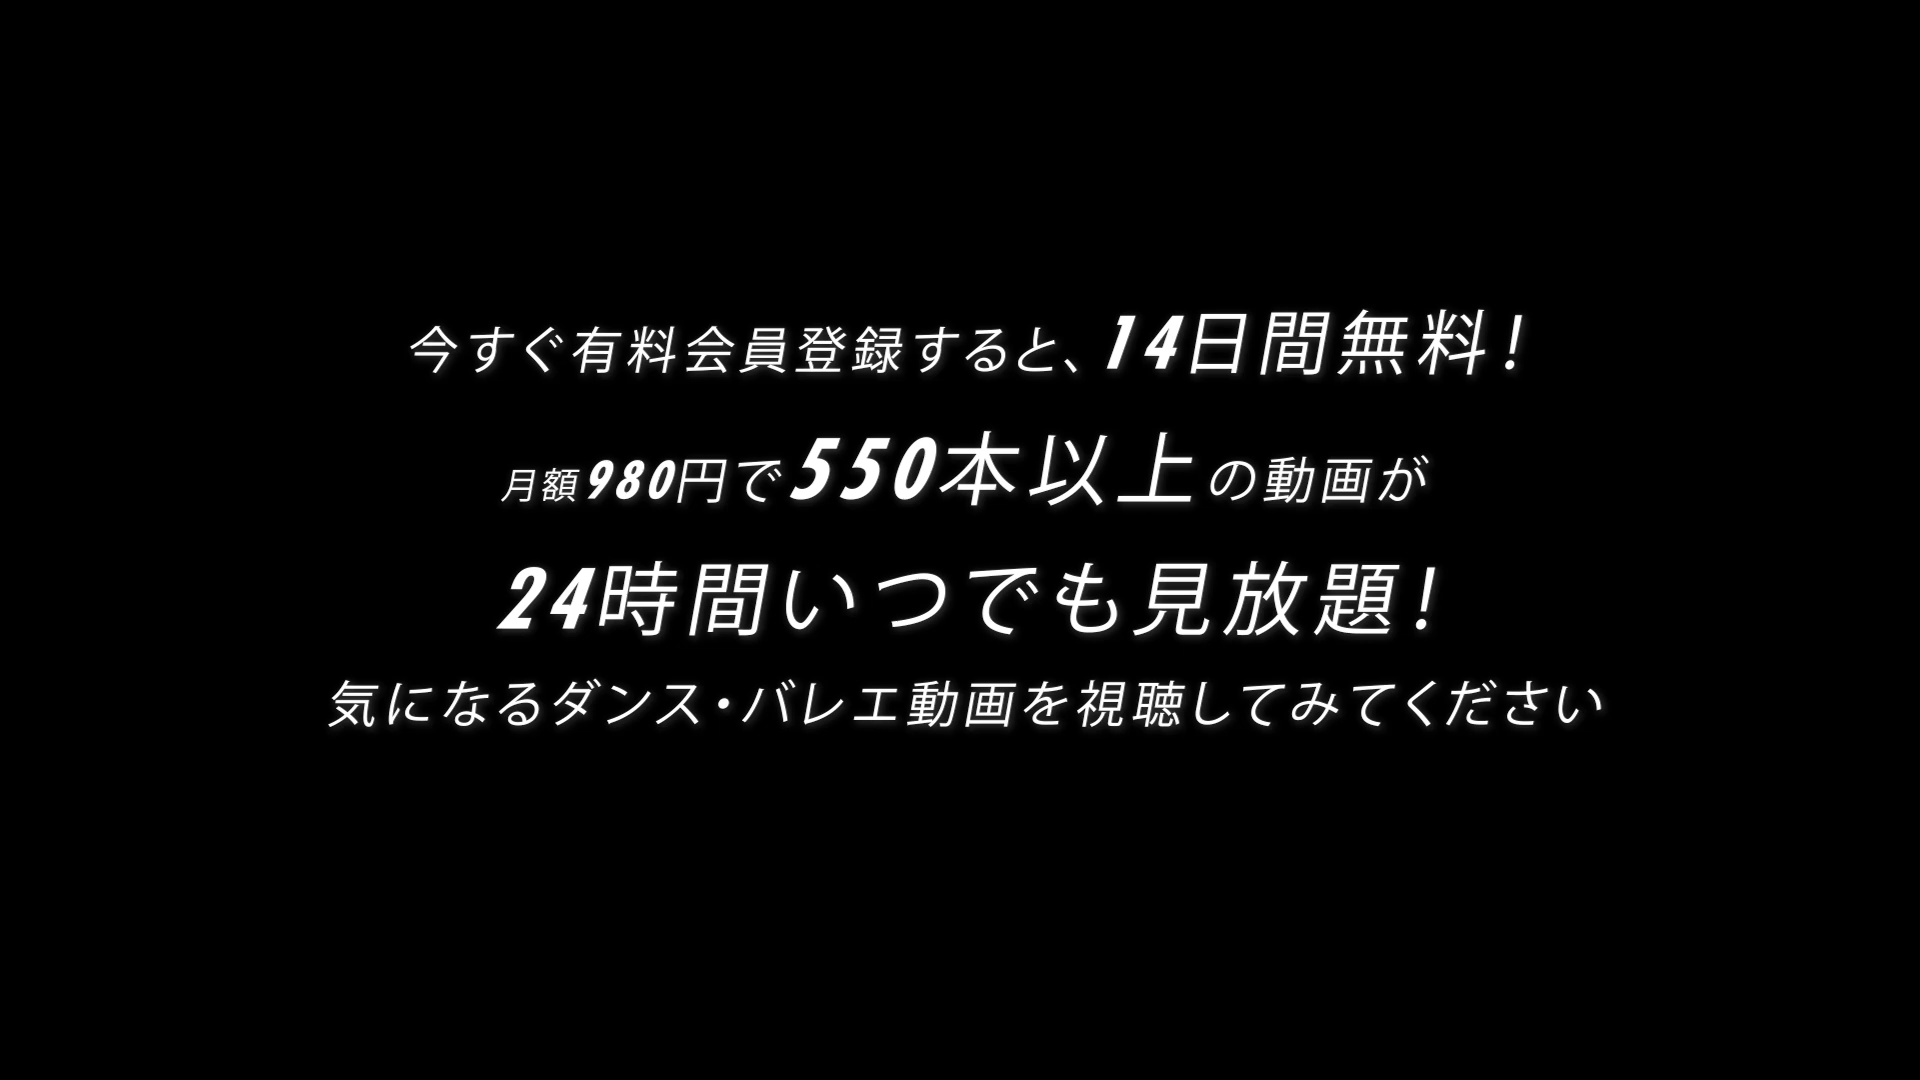 今すぐ有料会員登録すると、14日間無料!
月額980円で550本以上の動画が
24時間いつでも見放題!
気になるダンス・バレエ動画を視聴してみてください